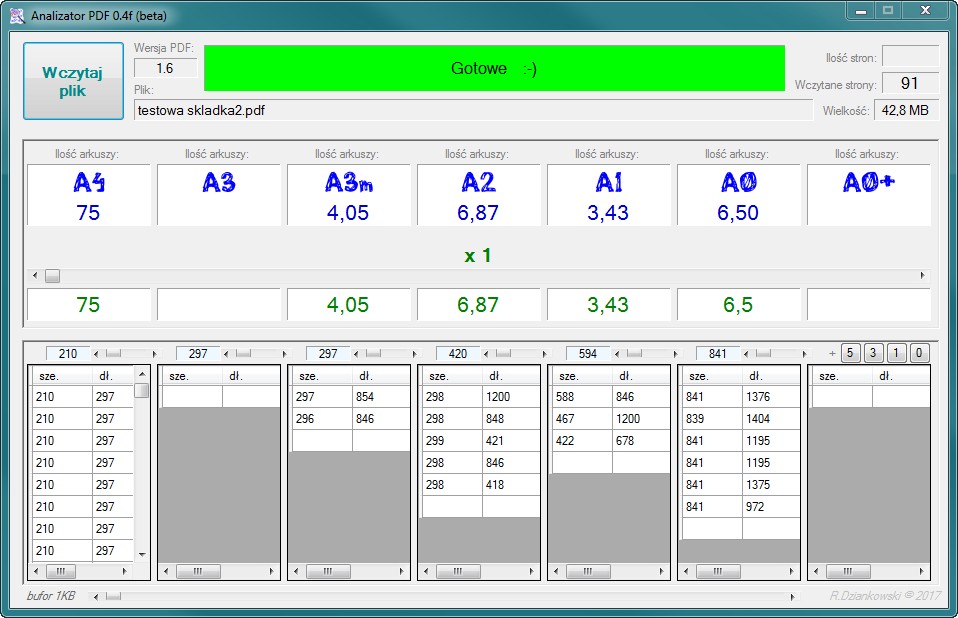 Analizator PDF 0.4f (beta)
Wczytaj plik
Wersja PDF:
1.6
Gotowe :-)
Ilość stron:
Wczytane strony: 91
Plik:
testowa skladka2.pdf
Wielkość: 42,8 MB
Ilość arkuszy: Ilość arkuszy: Ilość arkuszy: Ilość arkuszy: Ilość arkuszy: Ilość arkuszy: Ilość arkuszy:
A4 A3 A3m A2 A1 A0 A0+
75 4,05 6,87 3,43 6,50
x 1
75 4,05 6,87 3,43 6,5
210 297 297 420 594 841 + 5 3 1 0
sze. dł. sze. dł. sze. dł. sze. dł. sze. dł. sze. dł. sze. dł.
210 297 297 854 298 1200 588 846 841 1376
210 297 296 846 298 848 467 1200 839 1404
210 297 299 421 422 678 841 1195
210 297 298 846 841 1195
210 297 298 418 841 1375
210 297 841 972
210 297
210 297
bufor 1KB
R.Dziankowski © 2017